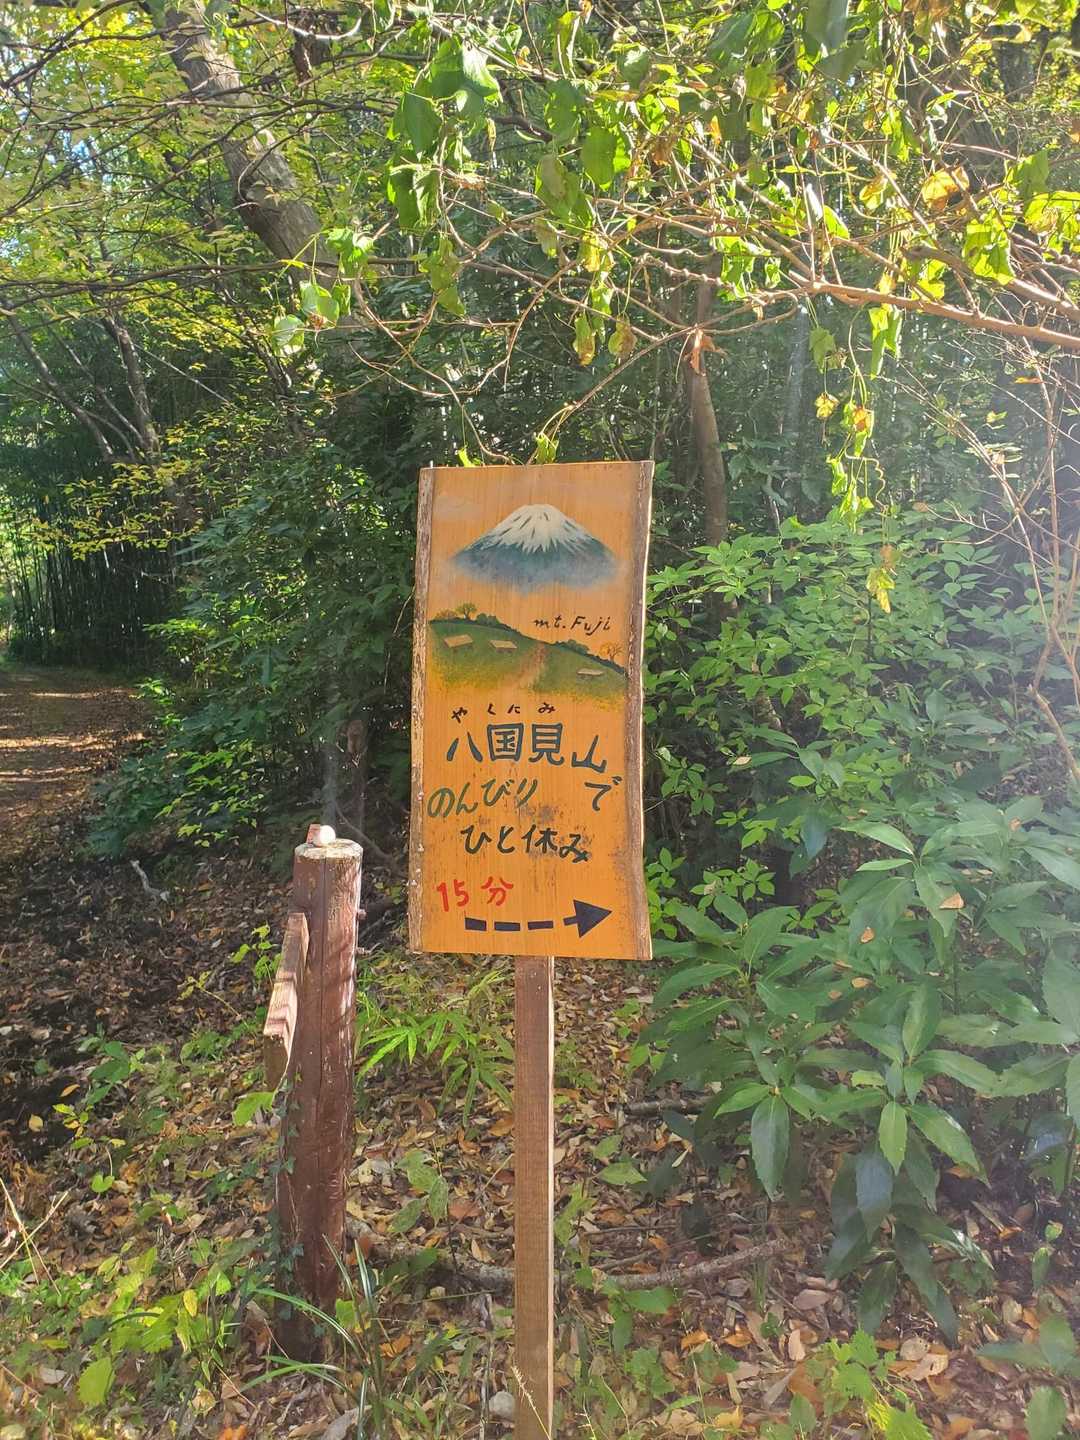 mt. Fuji
やくにみ
八国見山
のんびり で
ひと休み
15分